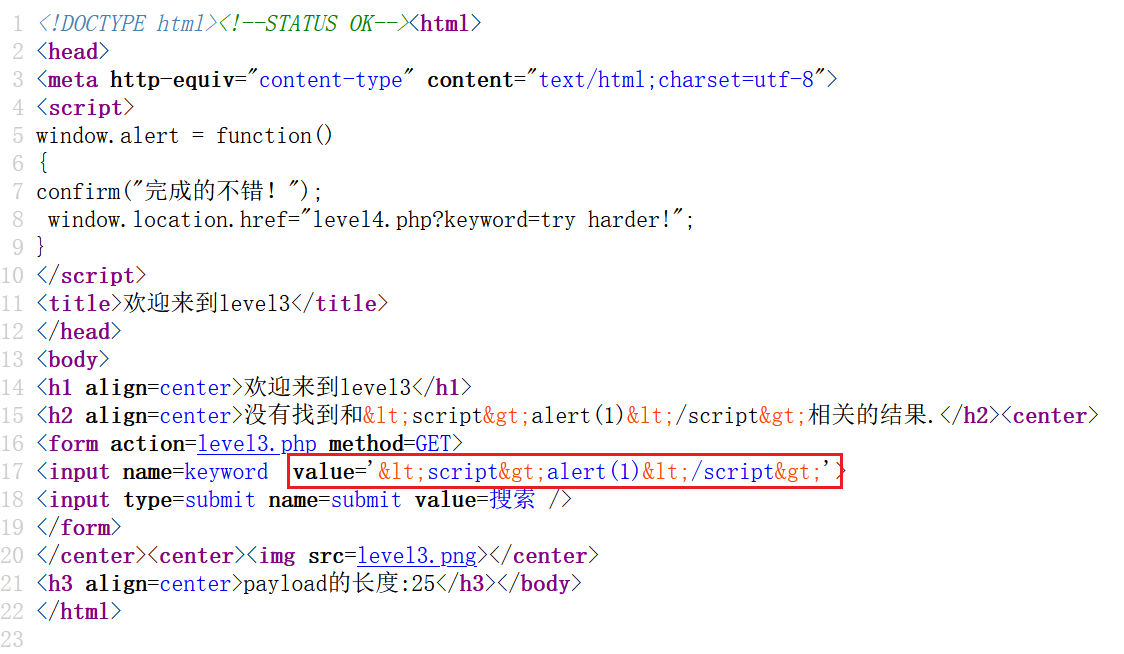 1 <!DOCTYPE html><!--STATUS OK--><html>
2 <head>
3 <meta http-equiv="content-type" content="text/html;charset=utf-8">
4 <script>
5 window.alert = function()
6 {
7 confirm("完成的不错！");
8  window.location.href="level4.php?keyword=try harder!";
9 }
10 </script>
11 <title>欢迎来到level3</title>
12 </head>
13 <body>
14 <h1 align=center>欢迎来到level3</h1>
15 <h2 align=center>没有找到和&lt;script&gt;alert(1)&lt;/script&gt;相关的结果.</h2><center>
16 <form action=level3.php method=GET>
17 <input name=keyword  value='&lt;script&gt;alert(1)&lt;/script&gt;'>
18 <input type=submit name=submit value=搜索 />
19 </form>
20 </center><center><img src=level3.png></center>
21 <h3 align=center>payload的长度:25</h3></body>
22 </html>
23